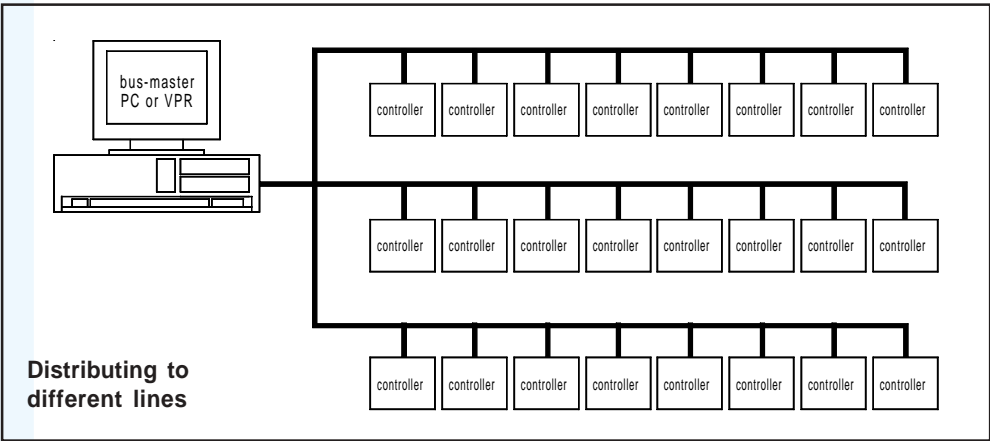 bus-master
PC or VPR
controller controller controller controller controller controller controller controller
controller controller controller controller controller controller controller controller
controller controller controller controller controller controller controller controller
Distributing to
different lines